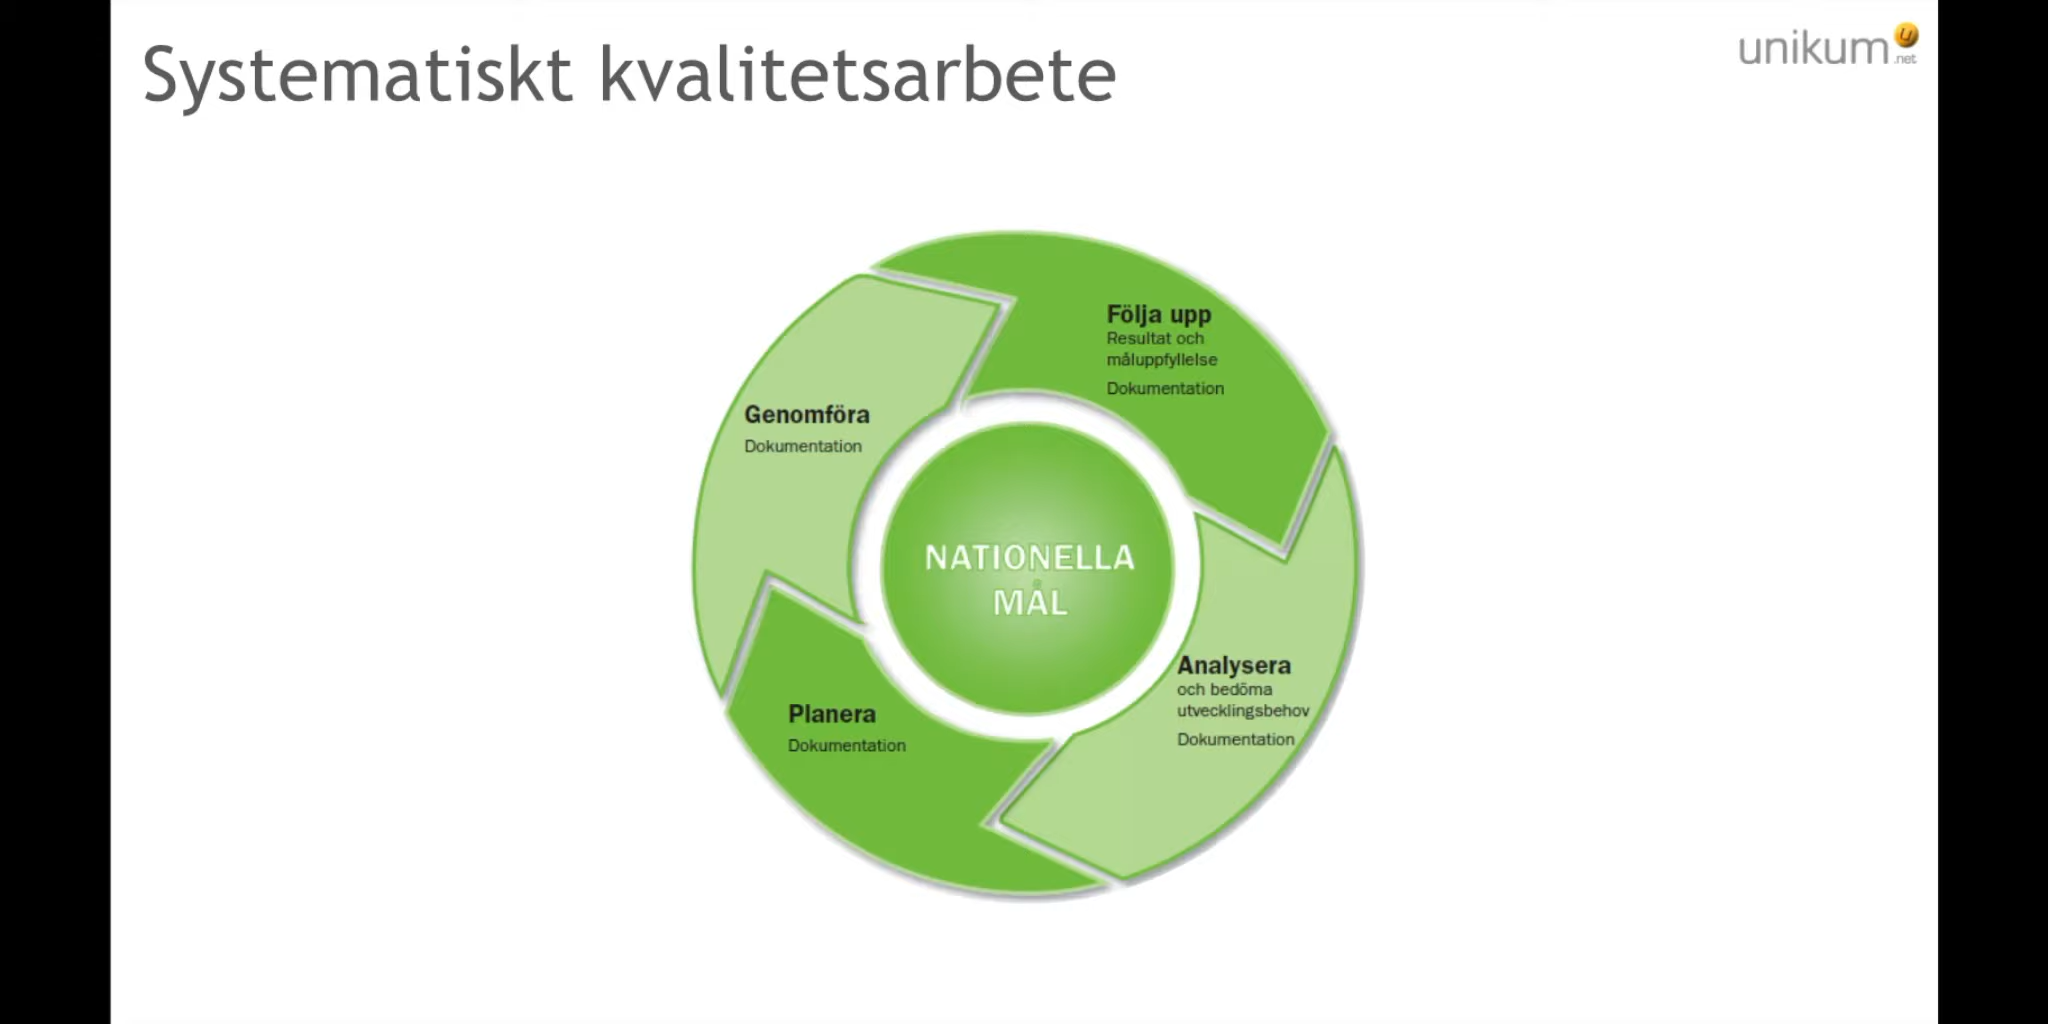 Systematiskt kvalitetsarbete
unikum
.net
Följa upp
Resultat och
måluppfyllelse
Dokumentation
Genomföra
Dokumentation
NATIONELLA
MÅL
Analysera
och bedöma
utvecklingsbehov
Dokumentation
Planera
Dokumentation